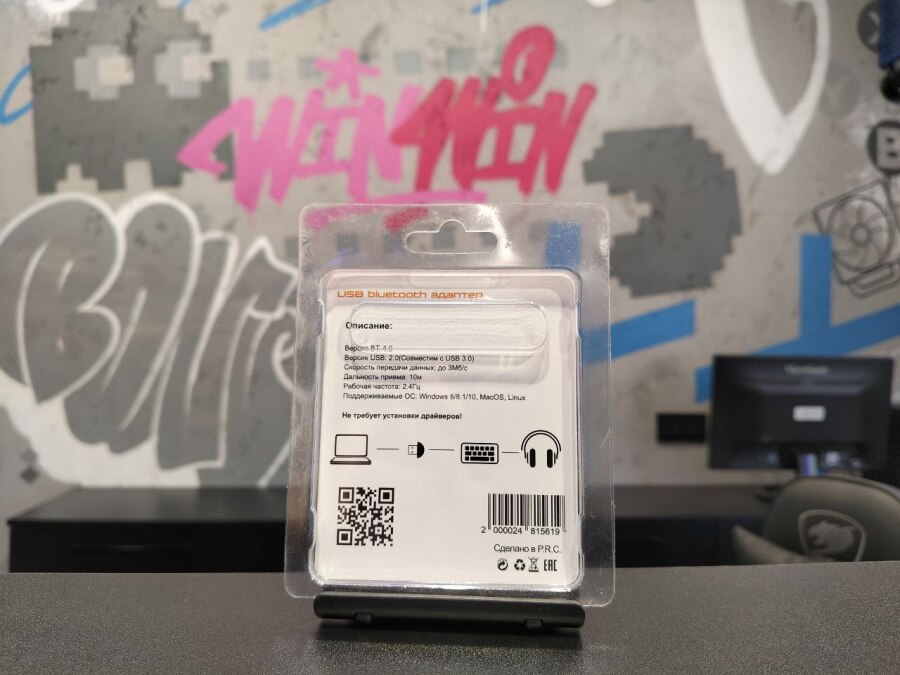 WIN4WIN
USB bluetooth адаптер
Описание:
Версия BT: 4.0
Версия USB: 2.0(Совместим с USB 3.0)
Скорость передачи данных: до 3Мб/с
Дальность приема: 10м
Рабочая частота: 2.4Гц
Поддерживаемые ОС: Windows 8/8.1/10, MacOS, Linux
Не требует установки драйверов!
2 000024 815619
Сделано в P.R.C.
EAC